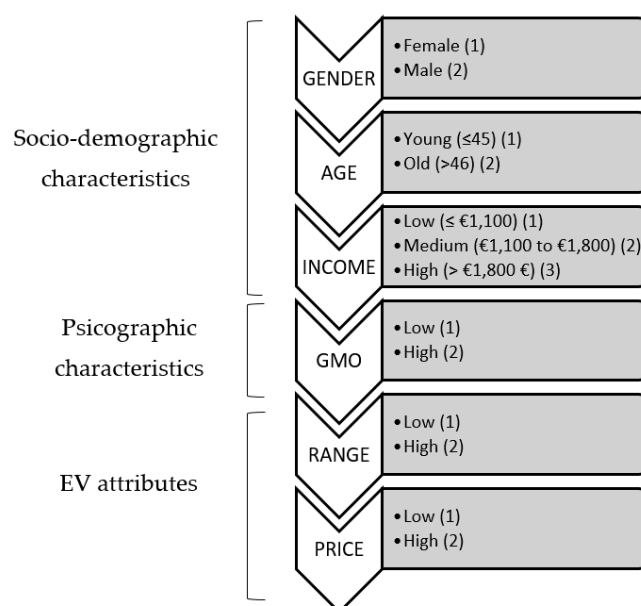 Socio-demographic
characteristics
GENDER
• Female (1)
• Male (2)
AGE
• Young (≤45) (1)
• Old (>46) (2)
INCOME
• Low (≤ €1,100) (1)
• Medium (€1,100 to €1,800) (2)
• High (> €1,800 €) (3)
Psicographic
characteristics
GMO
• Low (1)
• High (2)
EV attributes
RANGE
• Low (1)
• High (2)
PRICE
• Low (1)
• High (2)